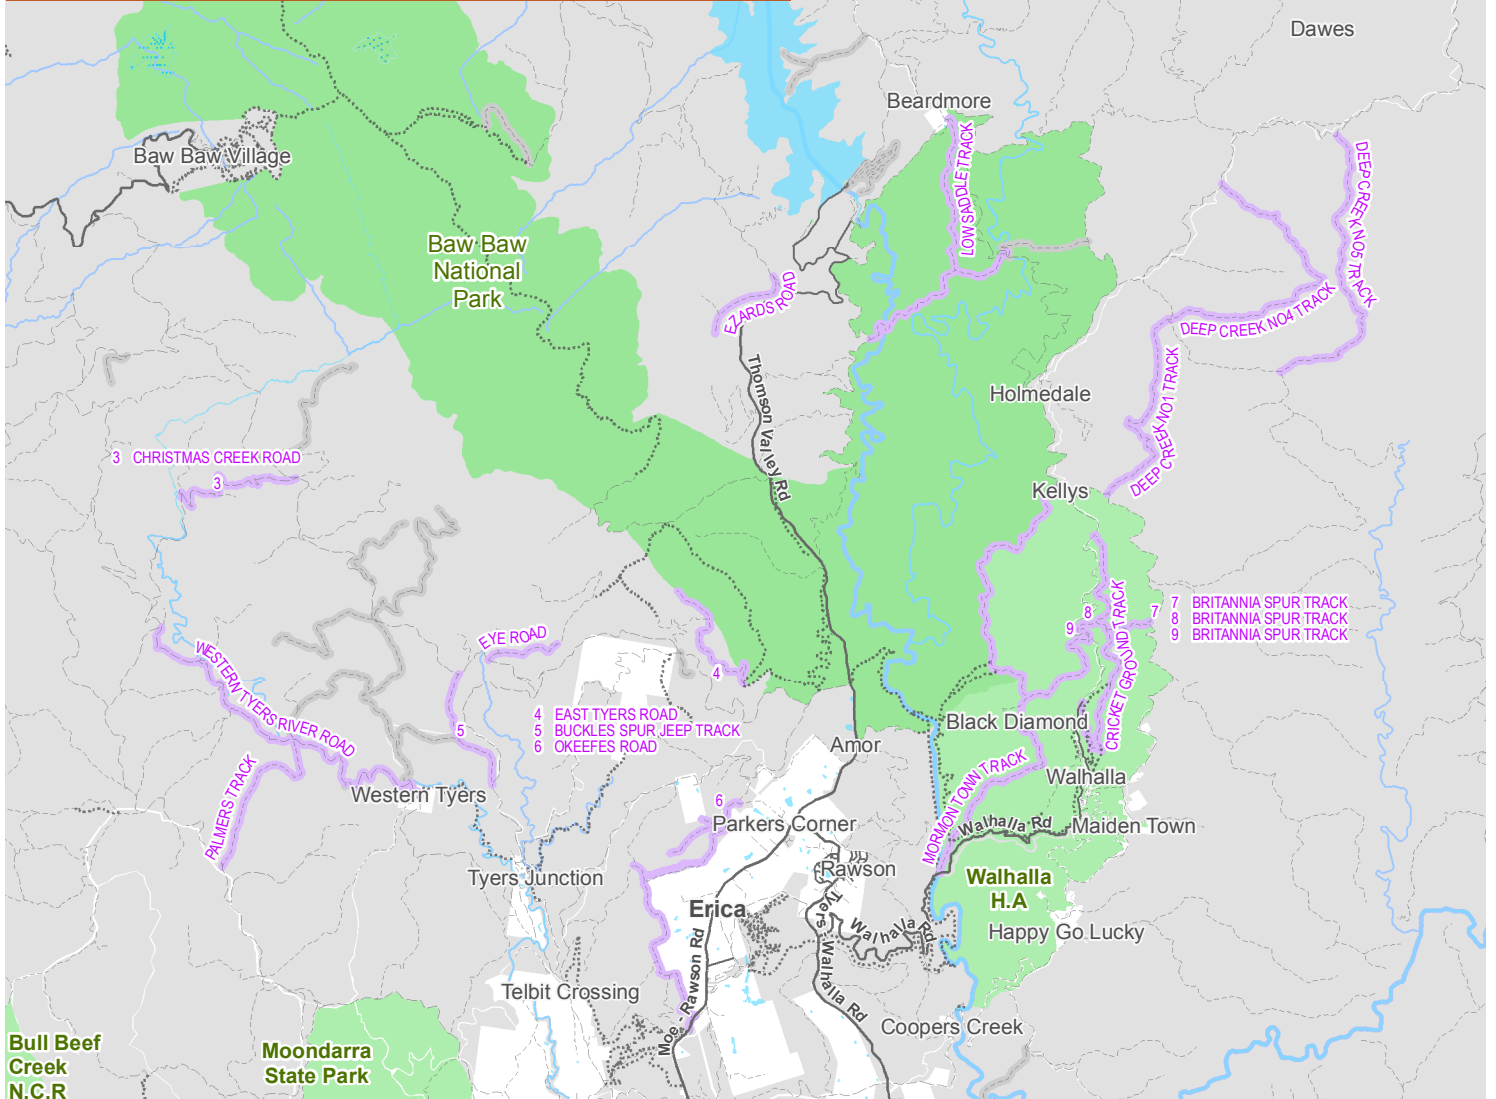 Dawes
Beardmore
Baw Baw Village
LOW SADDLE TRACK
DEEP CREEK NO5 TRACK
Baw Baw
National
Park
EZARDS ROAD
DEEP CREEK NO4 TRACK
Thomson Valley Rd
Holmedale
DEEP CREEK NO1 TRACK
3 CHRISTMAS CREEK ROAD
3
Kellys
7 BRITANNIA SPUR TRACK
8 BRITANNIA SPUR TRACK
9 BRITANNIA SPUR TRACK
8
7
9
CRICKET GROUND TRACK
EYE ROAD
WESTERN TYERS RIVER ROAD
4
4 EAST TYERS ROAD
5 BUCKLES SPUR JEEP TRACK
6 OKEEFES ROAD
5
Black Diamond
Amor
Walhalla
Western Tyers
PALMERS TRACK
MORMON TOWN TRACK
6
Parkers Corner
Walhalla Rd
Maiden Town
Tyers Junction
Rawson
Walhalla
H.A
Erica
Tyers - Walhalla Rd
Walhalla Rd
Happy Go Lucky
Telbit Crossing
Moe - Rawson Rd
Coopers Creek
Bull Beef
Creek
N.C.R
Moondarra
State Park